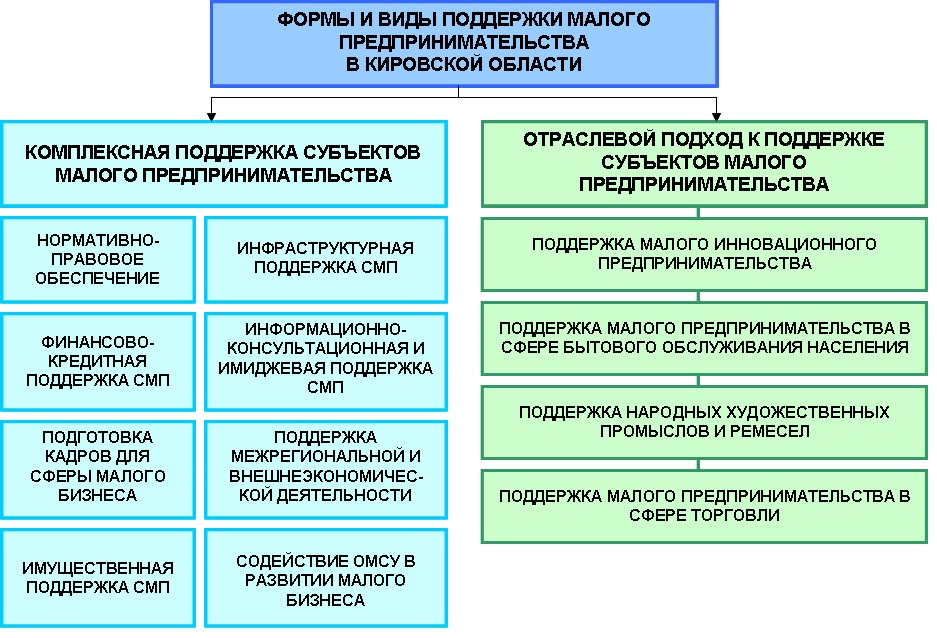 ФОРМЫ И ВИДЫ ПОДДЕРЖКИ МАЛОГО
ПРЕДПРИНИМАТЕЛЬСТВА
В КИРОВСКОЙ ОБЛАСТИ
КОМПЛЕКСНАЯ ПОДДЕРЖКА СУБЪЕКТОВ
МАЛОГО ПРЕДПРИНИМАТЕЛЬСТВА
НОРМАТИВНО-
ПРАВОВОЕ
ОБЕСПЕЧЕНИЕ
ИНФРАСТРУКТУРНАЯ
ПОДДЕРЖКА СМП
ФИНАНСОВО-
КРЕДИТНАЯ
ПОДДЕРЖКА СМП
ИНФОРМАЦИОННО-
КОНСУЛЬТАЦИОННАЯ И
ИМИДЖЕВАЯ ПОДДЕРЖКА
СМП
ПОДГОТОВКА
КАДРОВ ДЛЯ
СФЕРЫ МАЛОГО
БИЗНЕСА
ПОДДЕРЖКА
МЕЖРЕГИОНАЛЬНОЙ И
ВНЕШНЕЭКОНОМИЧЕС-
КОЙ ДЕЯТЕЛЬНОСТИ
ИМУЩЕСТВЕННАЯ
ПОДДЕРЖКА СМП
СОДЕЙСТВИЕ ОМСУ В
РАЗВИТИИ МАЛОГО
БИЗНЕСА
ОТРАСЛЕВОЙ ПОДХОД К ПОДДЕРЖКЕ
СУБЪЕКТОВ МАЛОГО
ПРЕДПРИНИМАТЕЛЬСТВА
ПОДДЕРЖКА МАЛОГО ИННОВАЦИОННОГО
ПРЕДПРИНИМАТЕЛЬСТВА
ПОДДЕРЖКА МАЛОГО ПРЕДПРИНИМАТЕЛЬСТВА В
СФЕРЕ БЫТОВОГО ОБСЛУЖИВАНИЯ НАСЕЛЕНИЯ
ПОДДЕРЖКА НАРОДНЫХ ХУДОЖЕСТВЕННЫХ
ПРОМЫСЛОВ И РЕМЕСЕЛ
ПОДДЕРЖКА МАЛОГО ПРЕДПРИНИМАТЕЛЬСТВА В
СФЕРЕ ТОРГОВЛИ